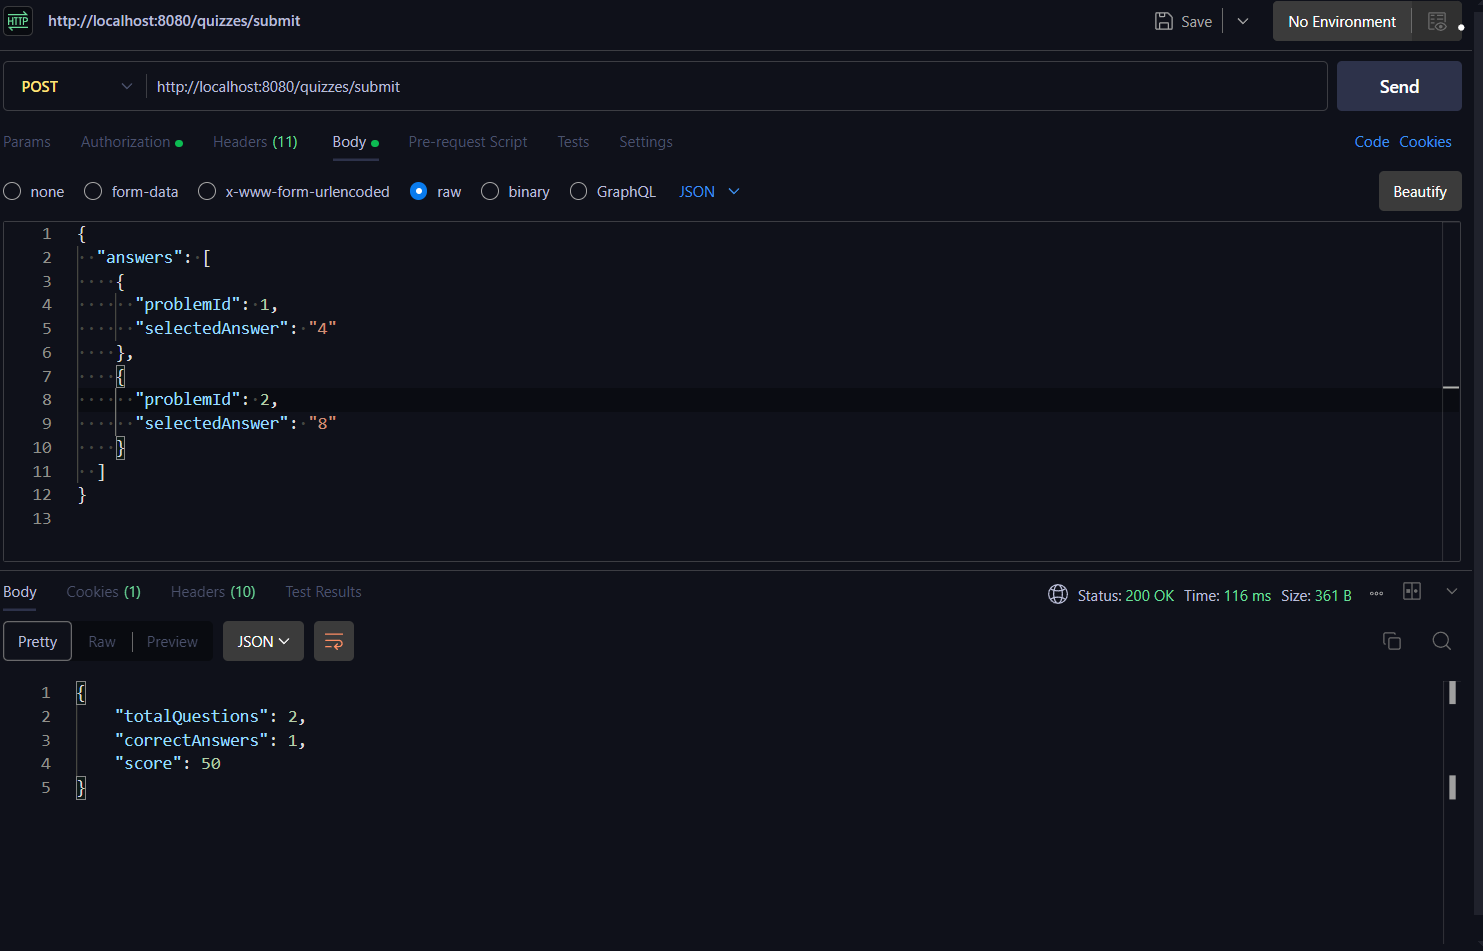 HTTP http://localhost:8080/quizzes/submit Save No Environment
POST http://localhost:8080/quizzes/submit Send
Params Authorization Headers (11) Body Pre-request Script Tests Settings Code Cookies
none form-data x-www-form-urlencoded raw binary GraphQL JSON Beautify
1 {
2 "answers": [
3 {
4 "problemId": 1,
5 "selectedAnswer": "4"
6 },
7 {
8 "problemId": 2,
9 "selectedAnswer": "8"
10 }
11 ]
12 }
13
Body Cookies (1) Headers (10) Test Results Status: 200 OK Time: 116 ms Size: 361 B
Pretty Raw Preview JSON
1 {
2 "totalQuestions": 2,
3 "correctAnswers": 1,
4 "score": 50
5 }